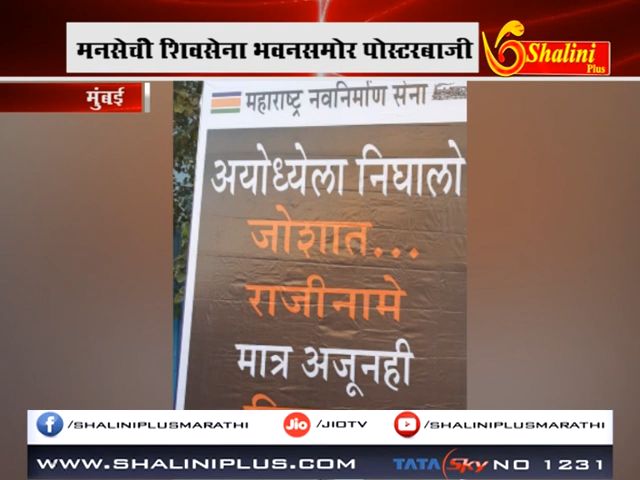 मनसेची शिवसेना भवनसमोर पोस्टरबाजी
Shalini
Plus
मुंबई
महाराष्ट्र नवनिर्माण सेना
अयोध्येला निघालो
जोशात...
राजीनामे
मात्र अजूनही
/SHALINIPLUSMARATHI
Jio
/JIOTV
/SHALINIPLUSMARATHI
WWW.SHALINIPLUS.COM
TATA Sky NO 1231